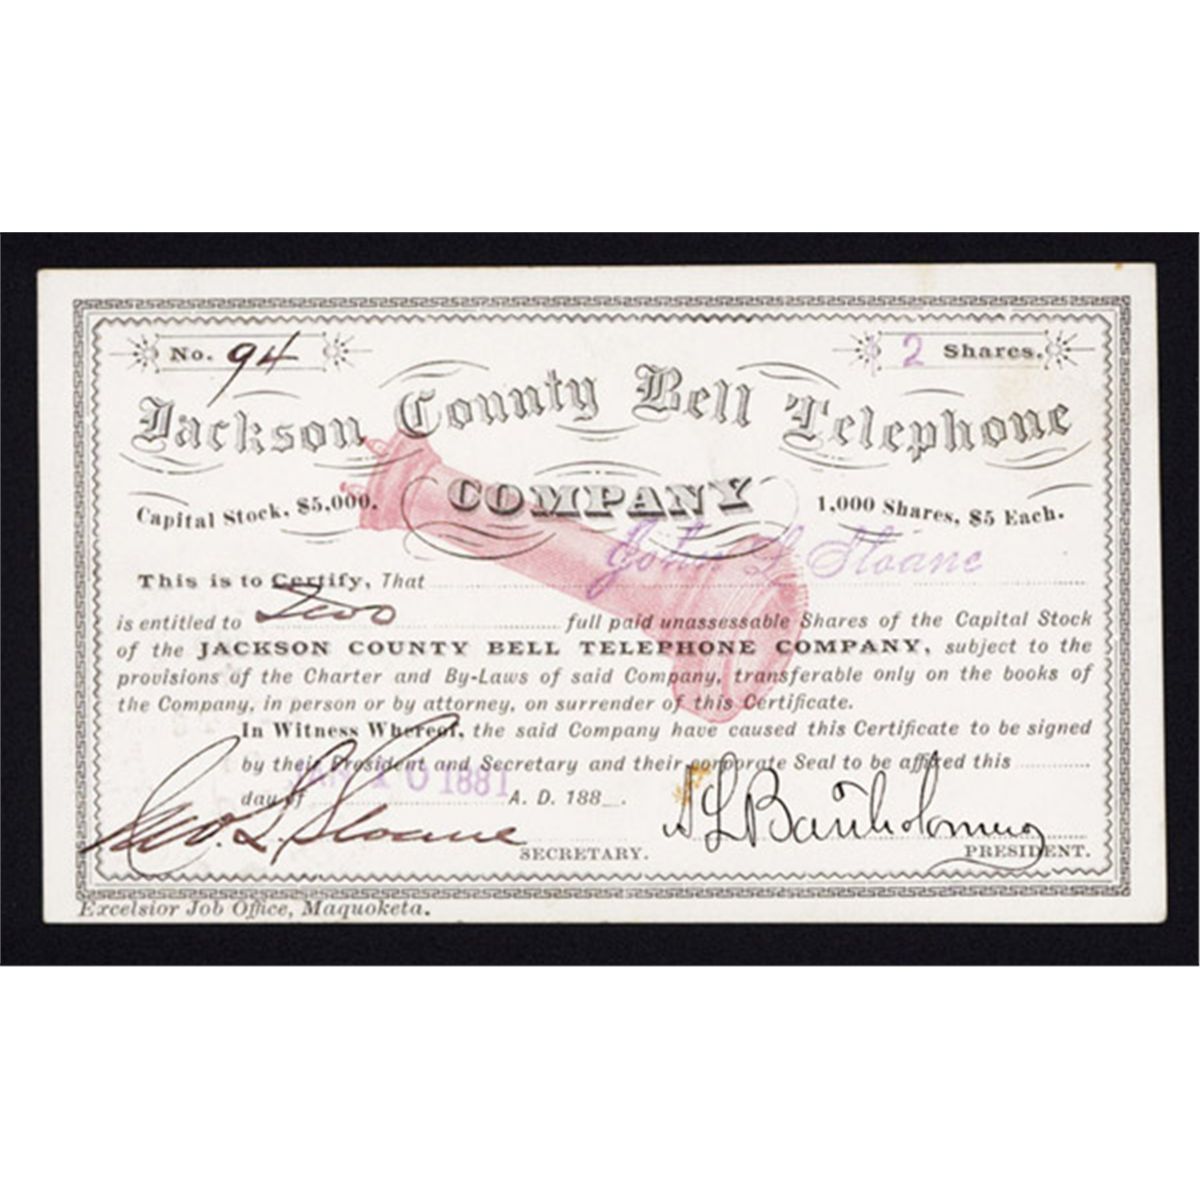 No. 94
2 Shares.
Jackson County Bell Telephone
COMPANY
Capital Stock, $5,000.
1,000 Shares, $5 Each.
This is to Certify, That John L Sloane
is entitled to Two full paid unassessable Shares of the Capital Stock
of the JACKSON COUNTY BELL TELEPHONE COMPANY, subject to the
provisions of the Charter and By-Laws of said Company, transferable only on the books of
the Company, in person or by attorney, on surrender of this Certificate.
In Witness Whereof, the said Company have caused this Certificate to be signed
by their President and Secretary and their corporate Seal to be affixed this
day of 1881 A. D. 188
Geo. L. Sloane SECRETARY.
L Bartholomew PRESIDENT.
Excelsior Job Office, Maquoketa.